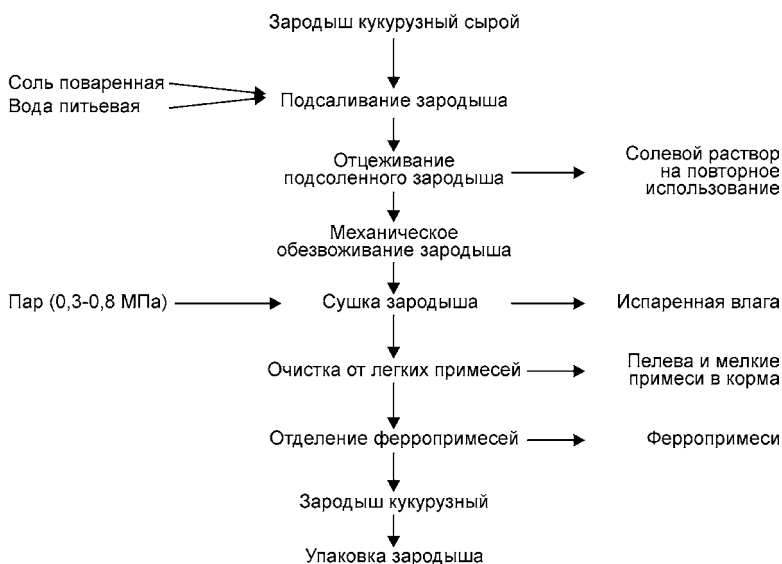 Зародыш кукурузный сырой
Соль поваренная
Вода питьевая
Подсаливание зародыша
Отцеживание
подсоленного зародыша
Солевой раствор
на повторное
использование
Механическое
обезвоживание зародыша
Пар (0,3-0,8 МПа)
Сушка зародыша
Испаренная влага
Очистка от легких примесей
Пелева и мелкие
примеси в корма
Отделение ферропримесей
Ферропримеси
Зародыш кукурузный
Упаковка зародыша